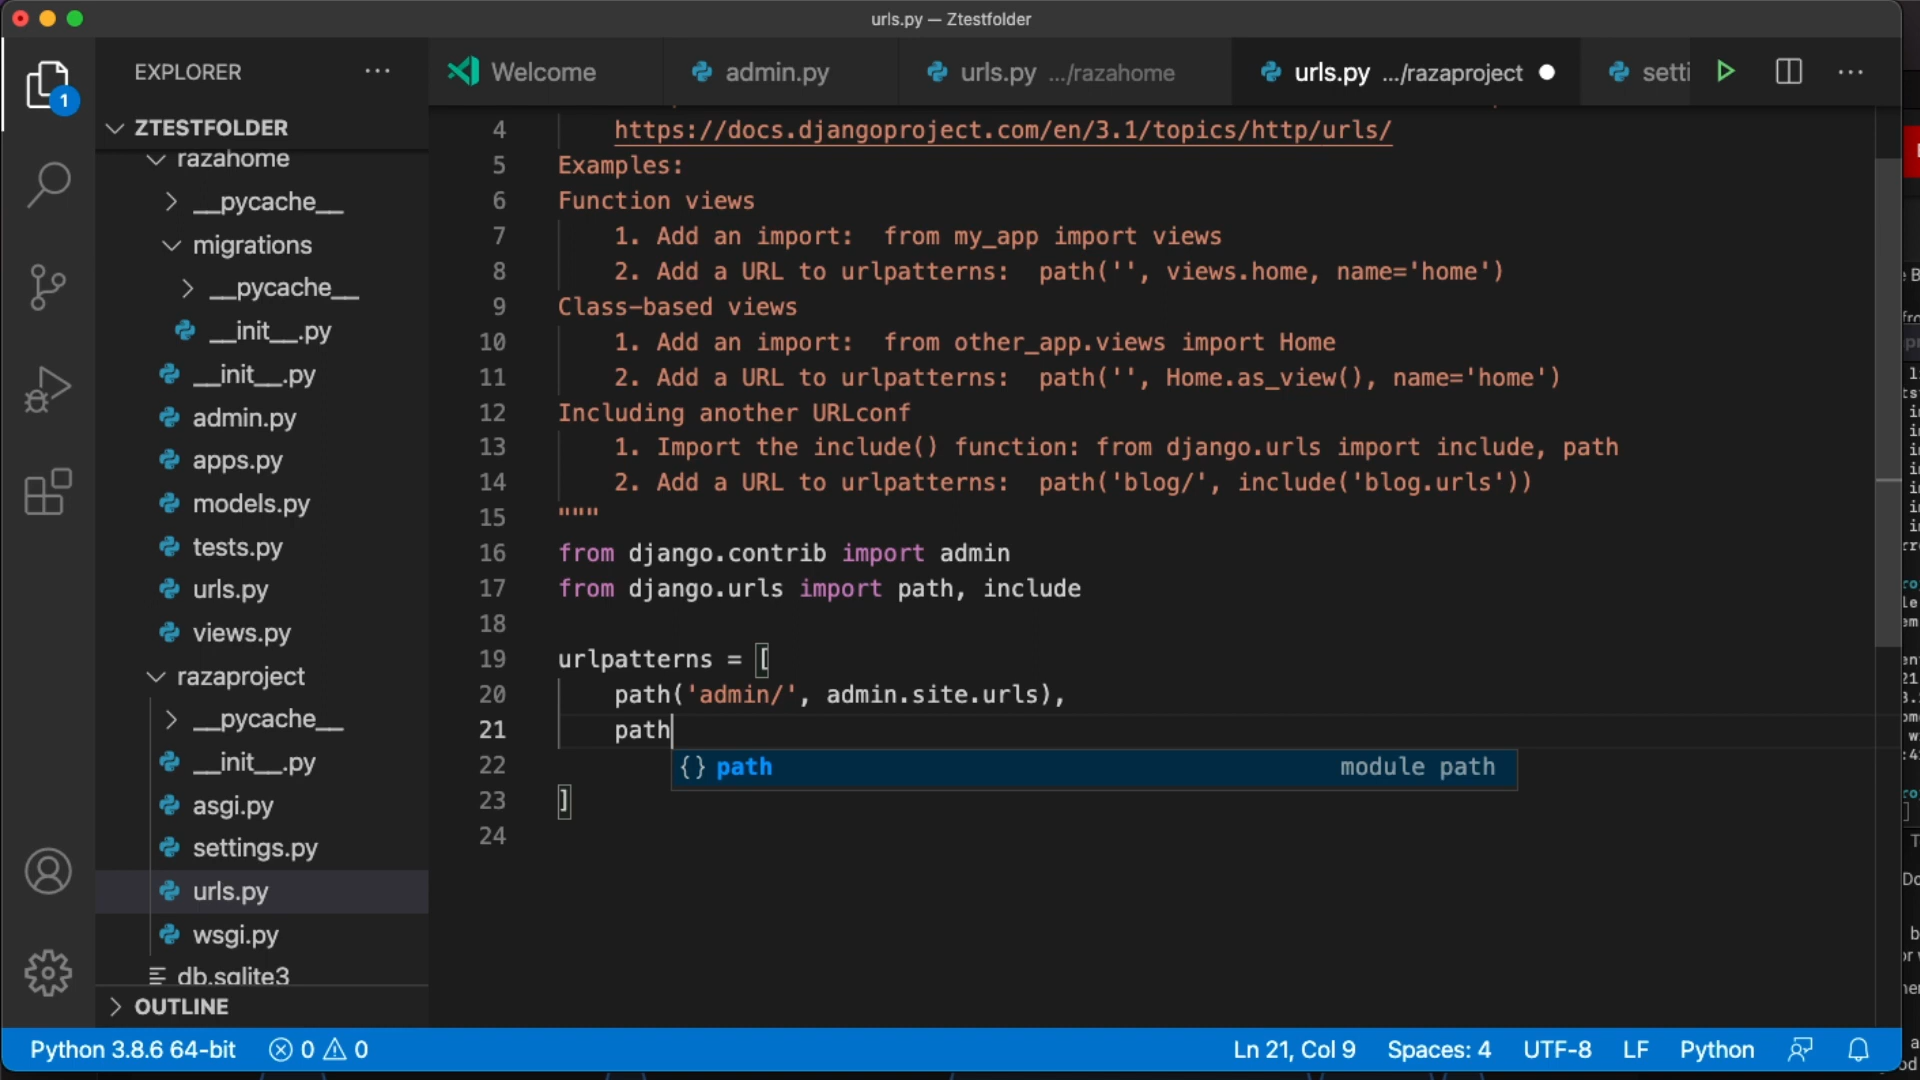 urls.py — Ztestfolder
EXPLORER
Welcome
admin.py
urls.py .../razahome
urls.py .../razaproject
setti
1
ZTESTFOLDER
razahome
__pycache__
migrations
__pycache__
__init__.py
__init__.py
admin.py
apps.py
models.py
tests.py
urls.py
views.py
razaproject
__pycache__
__init__.py
asgi.py
settings.py
urls.py
wsgi.py
db.sqlite3
OUTLINE
4 https://docs.djangoproject.com/en/3.1/topics/http/urls/
5 Examples:
6 Function views
7 1. Add an import:  from my_app import views
8 2. Add a URL to urlpatterns:  path('', views.home, name='home')
9 Class-based views
10 1. Add an import:  from other_app.views import Home
11 2. Add a URL to urlpatterns:  path('', Home.as_view(), name='home')
12 Including another URLconf
13 1. Import the include() function: from django.urls import include, path
14 2. Add a URL to urlpatterns:  path('blog/', include('blog.urls'))
15 """
16 from django.contrib import admin
17 from django.urls import path, include
18
19 urlpatterns = [
20 path('admin/', admin.site.urls),
21 path
22 {} path module path
23 ]
24
Python 3.8.6 64-bit 0 0 Ln 21, Col 9 Spaces: 4 UTF-8 LF Python